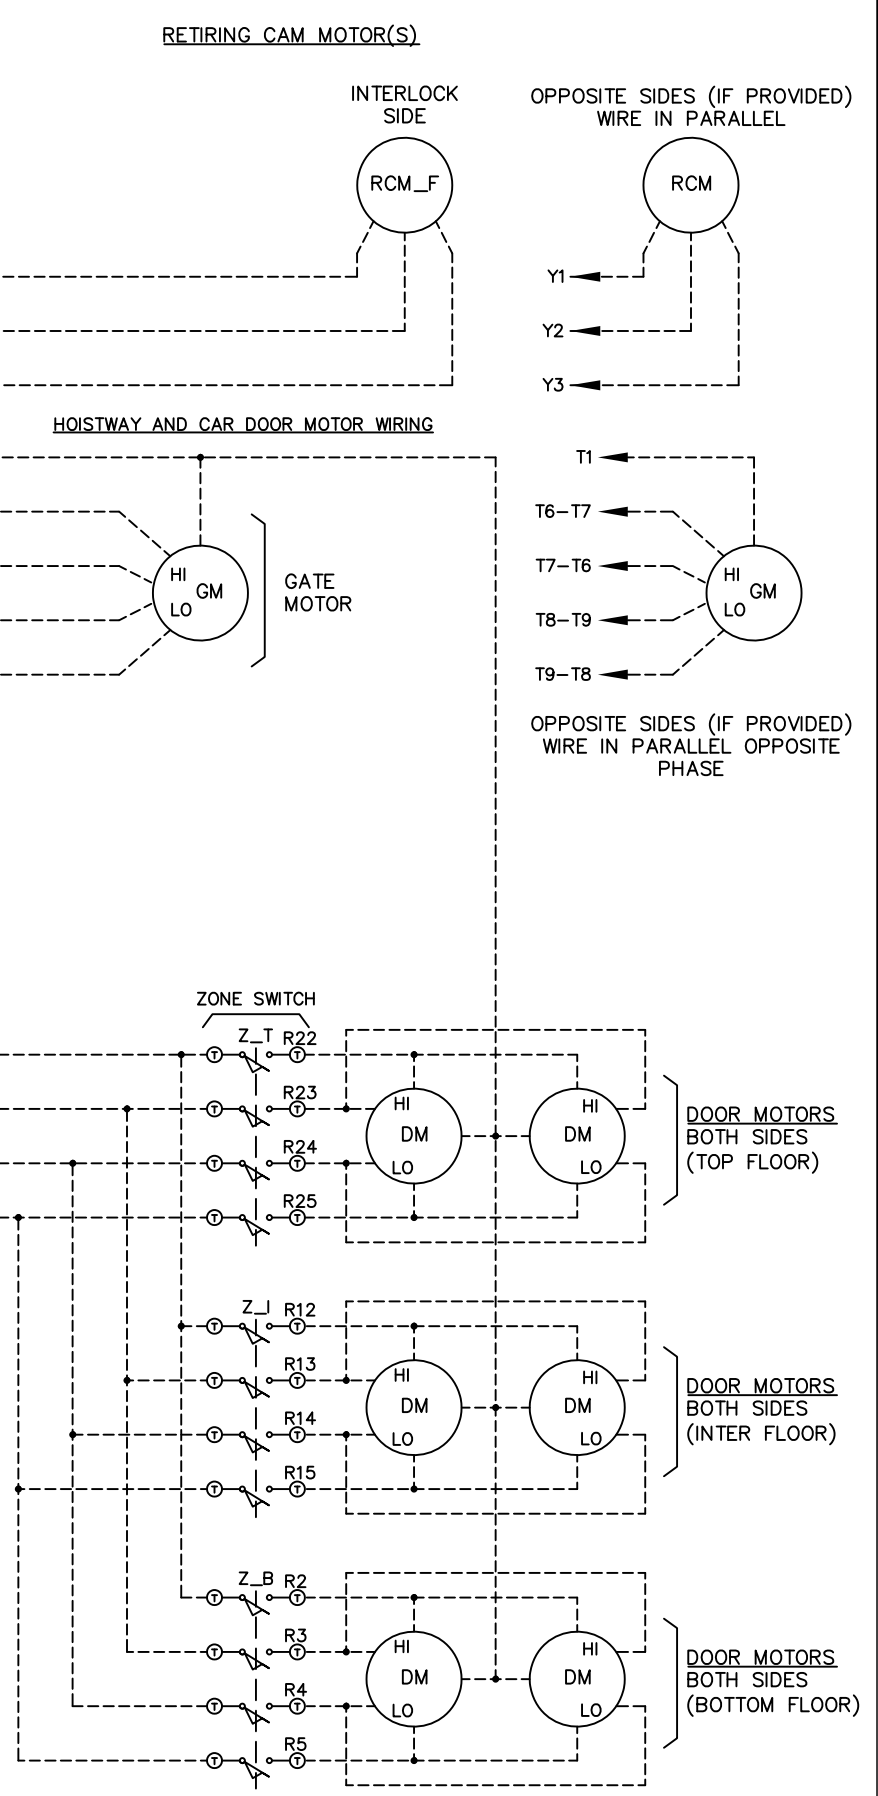 RETIRING CAM MOTOR(S)
INTERLOCK
SIDE
OPPOSITE SIDES (IF PROVIDED)
WIRE IN PARALLEL
RCM_F
RCM
Y1
Y2
Y3
HOISTWAY AND CAR DOOR MOTOR WIRING
T1
T6-T7
T7-T6
T8-T9
T9-T8
HI
GM
LO
GATE
MOTOR
HI
GM
LO
OPPOSITE SIDES (IF PROVIDED)
WIRE IN PARALLEL OPPOSITE
PHASE
ZONE SWITCH
Z_T
R22
T
T
R23
T
T
R24
T
T
R25
T
T
HI
DM
LO
HI
DM
LO
DOOR MOTORS
BOTH SIDES
(TOP FLOOR)
Z_I
R12
T
T
R13
T
T
R14
T
T
R15
T
T
HI
DM
LO
HI
DM
LO
DOOR MOTORS
BOTH SIDES
(INTER FLOOR)
Z_B
R2
T
T
R3
T
T
R4
T
T
R5
T
T
HI
DM
LO
HI
DM
LO
DOOR MOTORS
BOTH SIDES
(BOTTOM FLOOR)